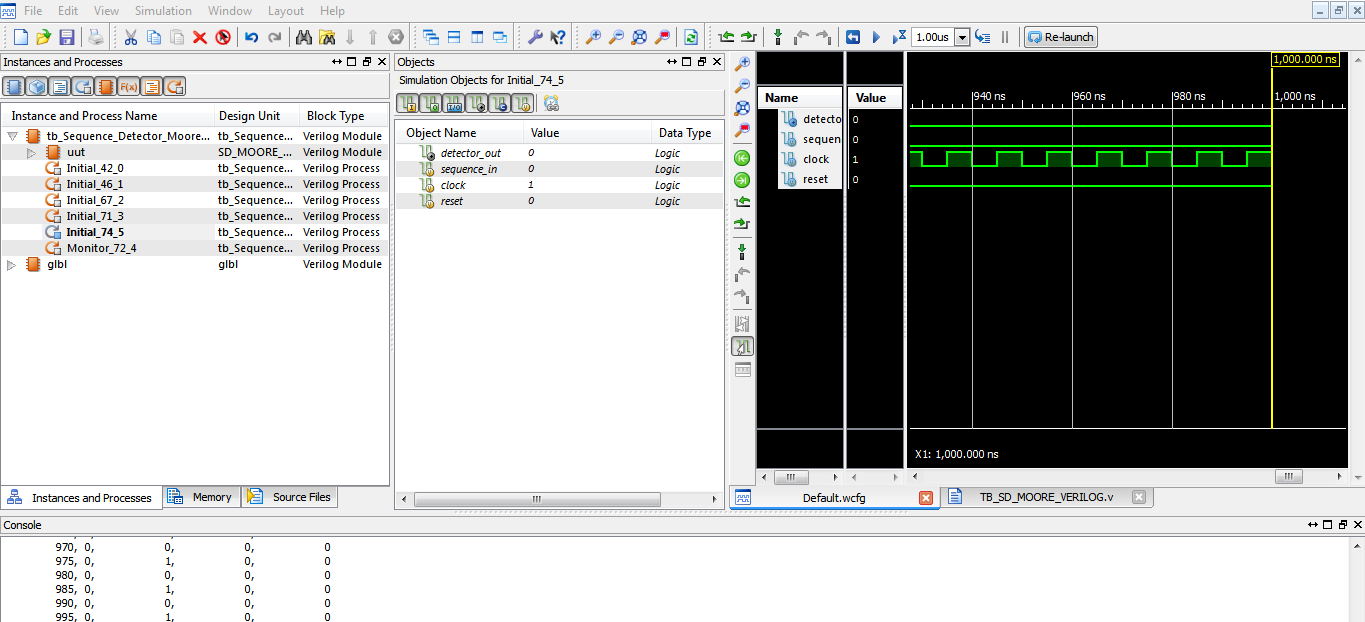 File Edit View Simulation Window Layout Help
1.00us Re-launch
Instances and Processes
Instance and Process Name Design Unit Block Type
tb_Sequence_Detector_Moore... tb_Sequence... Verilog Module
uut SD_MOORE_... Verilog Module
Initial_42_0 tb_Sequence... Verilog Process
Initial_46_1 tb_Sequence... Verilog Process
Initial_67_2 tb_Sequence... Verilog Process
Initial_71_3 tb_Sequence... Verilog Process
Initial_74_5 tb_Sequence... Verilog Process
Monitor_72_4 tb_Sequence... Verilog Process
glbl glbl Verilog Module
Instances and Processes Memory Source Files
Objects
Simulation Objects for Initial_74_5
Object Name Value Data Type
detector_out 0 Logic
sequence_in 0 Logic
clock 1 Logic
reset 0 Logic
Name Value
detecto 0
sequen 0
clock 1
reset 0
1,000.000 ns
940 ns 960 ns 980 ns 1,000 ns
X1: 1,000.000 ns
Default.wcfg TB_SD_MOORE_VERILOG.v
Console
970, 0, 0, 0, 0
975, 0, 1, 0, 0
980, 0, 0, 0, 0
985, 0, 1, 0, 0
990, 0, 0, 0, 0
995, 0, 1, 0, 0